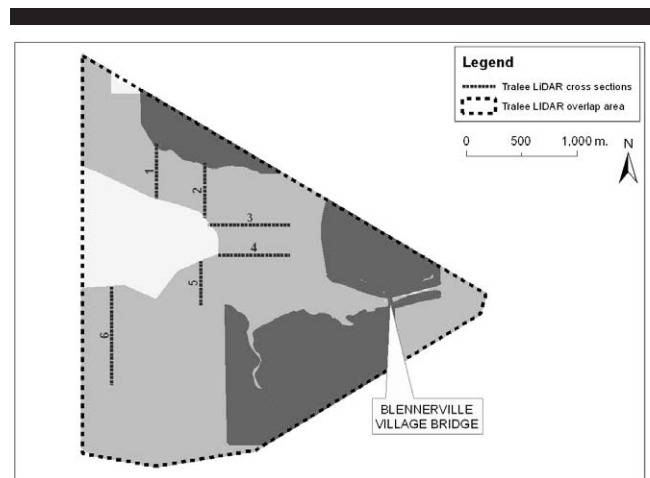 Legend
Tralee LiDAR cross sections
Tralee LIDAR overlap area
0 500 1,000 m.
N
1
2
3
4
5
6
BLENNERVILLE
VILLAGE BRIDGE